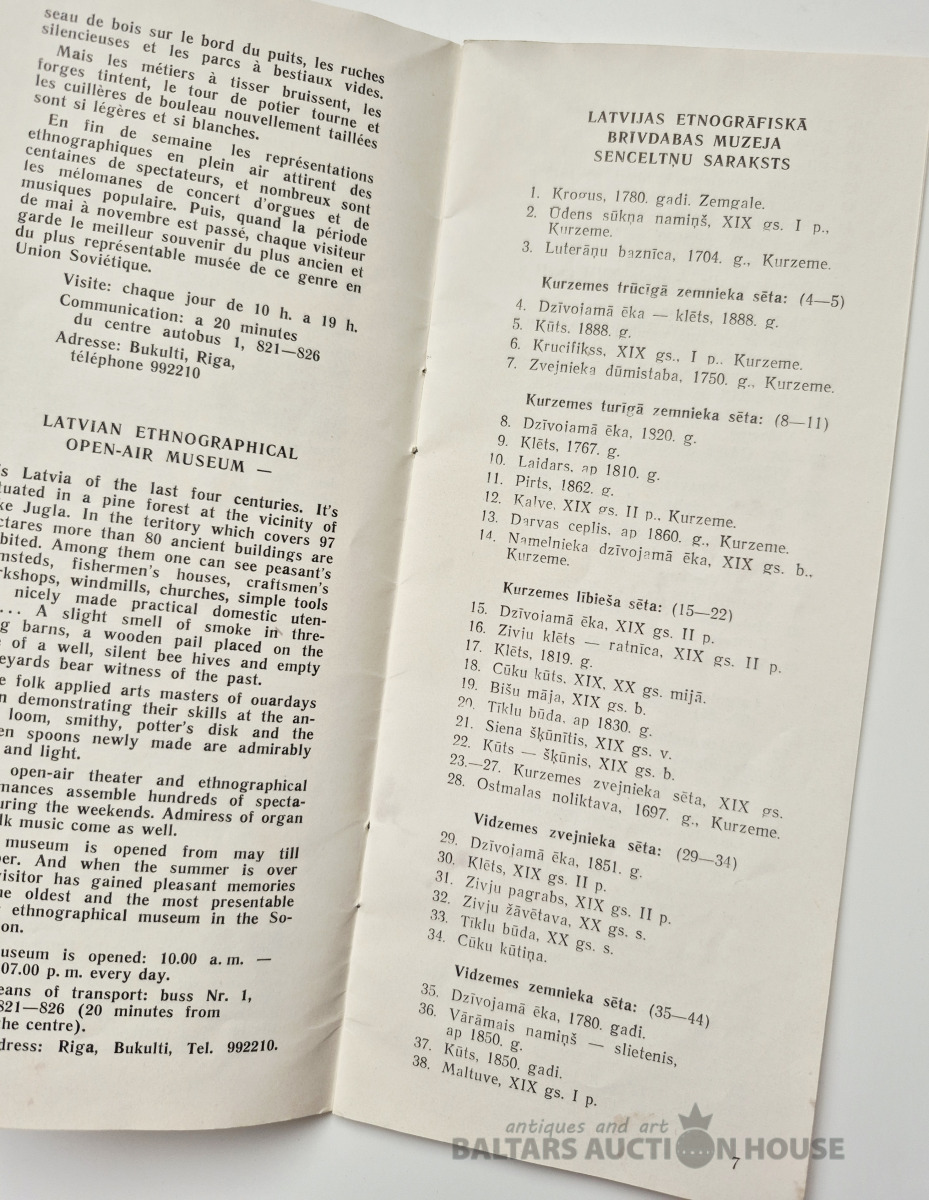 seau de bois sur le bord du puits, les ruches
silencieuses et les parcs à bestiaux vides.
Mais les métiers à tisser bruissent, les
forges tintent, le tour de potier tourne et
les cuillères de bouleau nouvellement taillées
sont si légères et si blanches.
En fin de semaine les représentations
ethnographiques en plein air attirent des
centaines de spectateurs, et nombreux sont
les mélomanes de concert d'orgues et de
musiques populaire. Puis, quand la période
de mai à novembre est passé, chaque visiteur
garde le meilleur souvenir du plus ancien et
du plus représentable musée de ce genre en
Union Soviétique.
Visite: chaque jour de 10 h. a 19 h.
Communication: a 20 minutes
du centre autobus 1, 821—826
Adresse: Bukulti, Riga,
téléphone 992210
LATVIAN ETHNOGRAPHICAL
OPEN-AIR MUSEUM —
s Latvia of the last four centuries. It's
tuated in a pine forest at the vicinity of
ke Jugla. In the teritory which covers 97
ctares more than 80 ancient buildings are
bited. Among them one can see peasant's
msteds, fishermen's houses, craftsmen's
rkshops, windmills, churches, simple tools
nicely made practical domestic uten-
... A slight smell of smoke in thre-
g barns, a wooden pail placed on the
of a well, silent bee hives and empty
eyards bear witness of the past.
e folk applied arts masters of ouardays
n demonstrating their skills at the an-
loom, smithy, potter's disk and the
en spoons newly made are admirably
and light.
open-air theater and ethnographical
mances assemble hundreds of specta-
uring the weekends. Admiress of organ
lk music come as well.
museum is opened from may till
er. And when the summer is over
visitor has gained pleasant memories
he oldest and the most presentable
ethnographical museum in the So-
on.
useum is opened: 10.00 a. m. —
07.00 p. m. every day.
eans of transport: buss Nr. 1,
821—826 (20 minutes from
he centre).
dress: Riga, Bukulti, Tel. 992210.
LATVIJAS ETNOGRĀFISKĀ
BRĪVDABAS MUZEJA
SENCELTŅU SARAKSTS
1. Krogus, 1780. gadi. Zemgale.
2. Ūdens sūkņa namiņš, XIX gs. I p.,
Kurzeme.
3. Luterāņu baznīca, 1704. g., Kurzeme.
Kurzemes trūcīgā zemnieka sēta: (4—5)
4. Dzīvojamā ēka — klēts, 1888. g.
5. Kūts. 1888. g.
6. Krucifikss, XIX gs., I p., Kurzeme.
7. Zvejnieka dūmistaba, 1750. g., Kurzeme.
Kurzemes turīgā zemnieka sēta: (8—11)
8. Dzīvojamā ēka, 1820. g.
9. Klēts, 1767. g.
10. Laidars, ap 1810. g.
11. Pirts, 1862. g.
12. Kalve, XIX gs. II p., Kurzeme.
13. Darvas ceplis, ap 1860. g., Kurzeme.
14. Namelnieka dzīvojamā ēka, XIX gs. b.,
Kurzeme.
Kurzemes lībieša sēta: (15—22)
15. Dzīvojamā ēka, XIX gs. II p.
16. Zivju klēts — ratnīca, XIX gs. II p.
17. Klēts, 1819. g.
18. Cūku kūts. XIX, XX gs. mijā.
19. Bišu māja, XIX gs. b.
20. Tīklu būda, ap 1830. g.
21. Siena šķūnītis, XIX gs. v.
22. Kūts — šķūnis, XIX gs. b.
23.—27. Kurzemes zvejnieka sēta, XIX gs.
28. Ostmalas noliktava, 1697. g., Kurzeme.
Vidzemes zvejnieka sēta: (29—34)
29. Dzīvojamā ēka, 1851. g.
30. Klēts, XIX gs. II p.
31. Zivju pagrabs, XIX gs. II p.
32. Zivju žāvētava, XX gs. s.
33. Tīklu būda, XX gs. s.
34. Cūku kūtiņa.
Vidzemes zemnieka sēta: (35—44)
35. Dzīvojamā ēka, 1780. gadi.
36. Vārāmais namiņš — slietenis,
ap 1850. g.
37. Kūts, 1850. gadi.
38. Maltuve, XIX gs. I p.
7
antiques and art
BALTARS AUCTION HOUSE